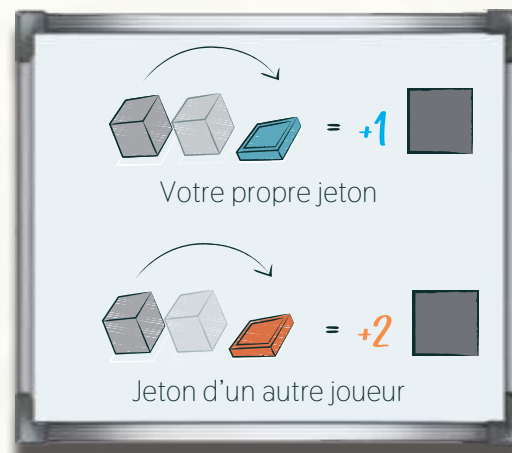 = +1
Votre propre jeton
= +2
Jeton d'un autre joueur